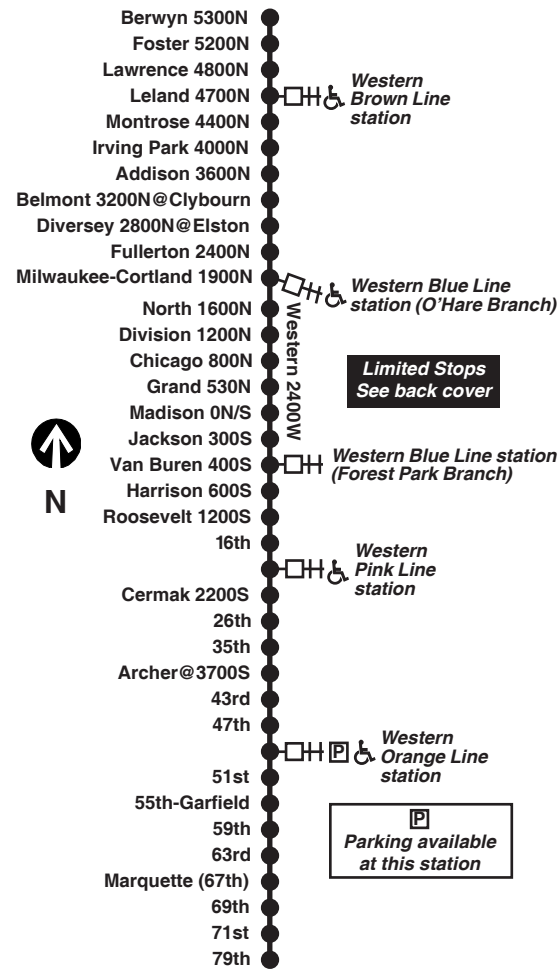 Berwyn 5300N
Foster 5200N
Lawrence 4800N
Leland 4700N
Western
Brown Line
station
Montrose 4400N
Irving Park 4000N
Addison 3600N
Belmont 3200N@Clybourn
Diversey 2800N@Elston
Fullerton 2400N
Milwaukee-Cortland 1900N
Western Blue Line
station (O'Hare Branch)
North 1600N
Western 2400W
Division 1200N
Chicago 800N
Limited Stops
See back cover
Grand 530N
Madison 0N/S
Jackson 300S
Van Buren 400S
Western Blue Line station
(Forest Park Branch)
N
Harrison 600S
Roosevelt 1200S
16th
Western
Pink Line
station
Cermak 2200S
26th
35th
Archer@3700S
43rd
47th
P
Western
Orange Line
station
51st
55th-Garfield
59th
P
Parking available
at this station
63rd
Marquette (67th)
69th
71st
79th